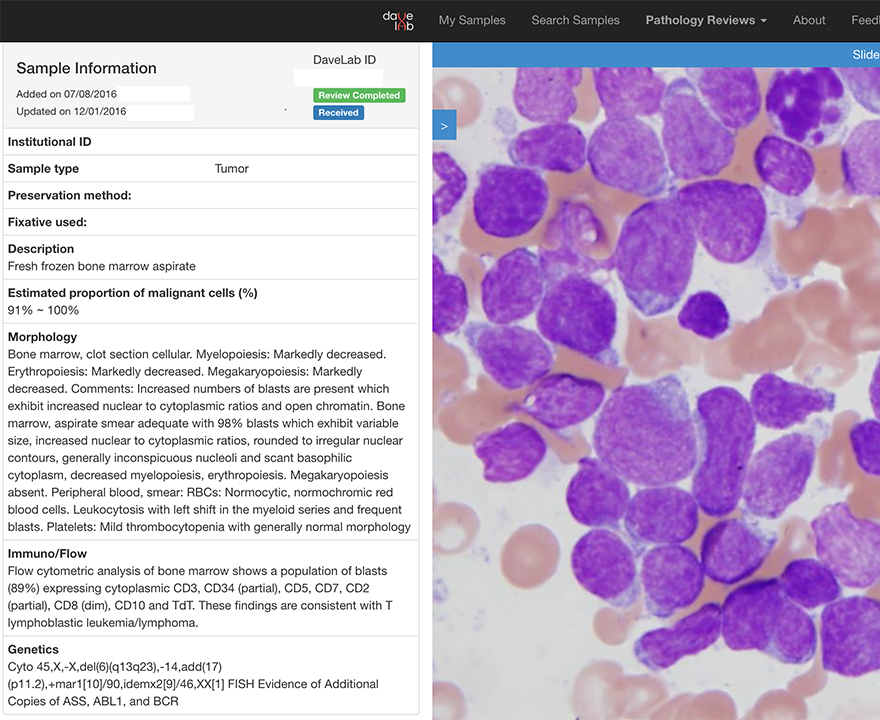 dave lAb
My Samples Search Samples Pathology Reviews About Feed
Sample Information
DaveLab ID
Added on 07/08/2016
Review Completed
Updated on 12/01/2016
Received
Slide
>
Institutional ID
Sample type Tumor
Preservation method:
Fixative used:
Description
Fresh frozen bone marrow aspirate
Estimated proportion of malignant cells (%)
91% ~ 100%
Morphology
Bone marrow, clot section cellular. Myelopoiesis: Markedly decreased.
Erythropoiesis: Markedly decreased. Megakaryopoiesis: Markedly
decreased. Comments: Increased numbers of blasts are present which
exhibit increased nuclear to cytoplasmic ratios and open chromatin. Bone
marrow, aspirate smear adequate with 98% blasts which exhibit variable
size, increased nuclear to cytoplasmic ratios, rounded to irregular nuclear
contours, generally inconspicuous nucleoli and scant basophilic
cytoplasm, decreased myelopoiesis, erythropoiesis. Megakaryopoiesis
absent. Peripheral blood, smear: RBCs: Normocytic, normochromic red
blood cells. Leukocytosis with left shift in the myeloid series and frequent
blasts. Platelets: Mild thrombocytopenia with generally normal morphology
Immuno/Flow
Flow cytometric analysis of bone marrow shows a population of blasts
(89%) expressing cytoplasmic CD3, CD34 (partial), CD5, CD7, CD2
(partial), CD8 (dim), CD10 and TdT. These findings are consistent with T
lymphoblastic leukemia/lymphoma.
Genetics
Cyto 45,X,-X,del(6)(q13q23),-14,add(17)
(p11.2),+mar1[10]/90,idemx2[9]/46,XX[1] FISH Evidence of Additional
Copies of ASS, ABL1, and BCR